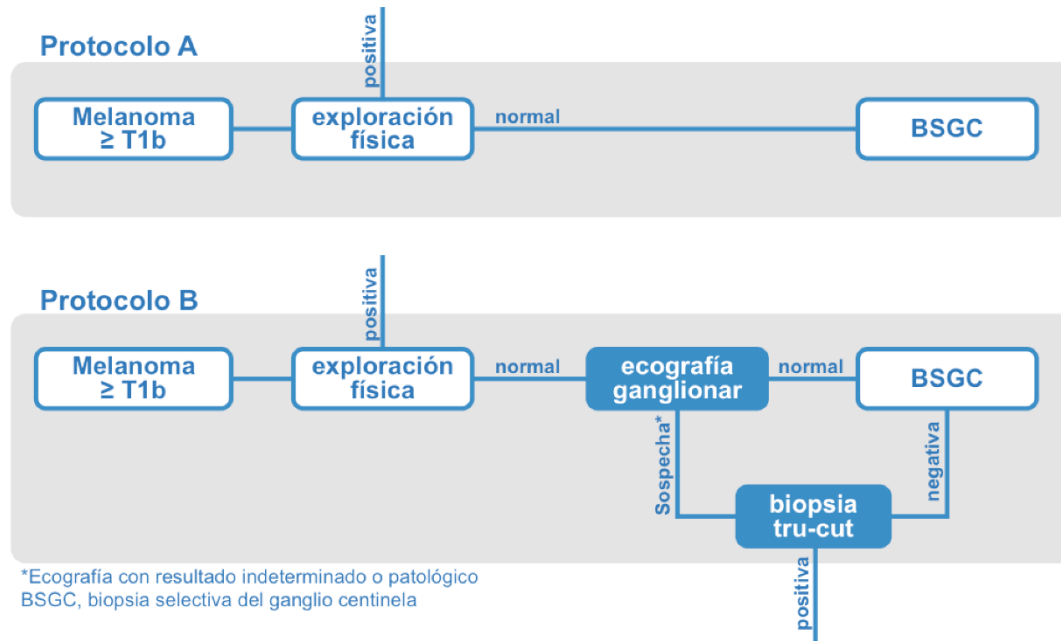 Protocolo A
positiva
Melanoma
≥ T1b
exploración
física
normal
BSGC
Protocolo B
positiva
Melanoma
≥ T1b
exploración
física
normal
ecografía
ganglionar
normal
BSGC
Sospecha*
negativa
biopsia
tru-cut
positiva
*Ecografía con resultado indeterminado o patológico
BSGC, biopsia selectiva del ganglio centinela